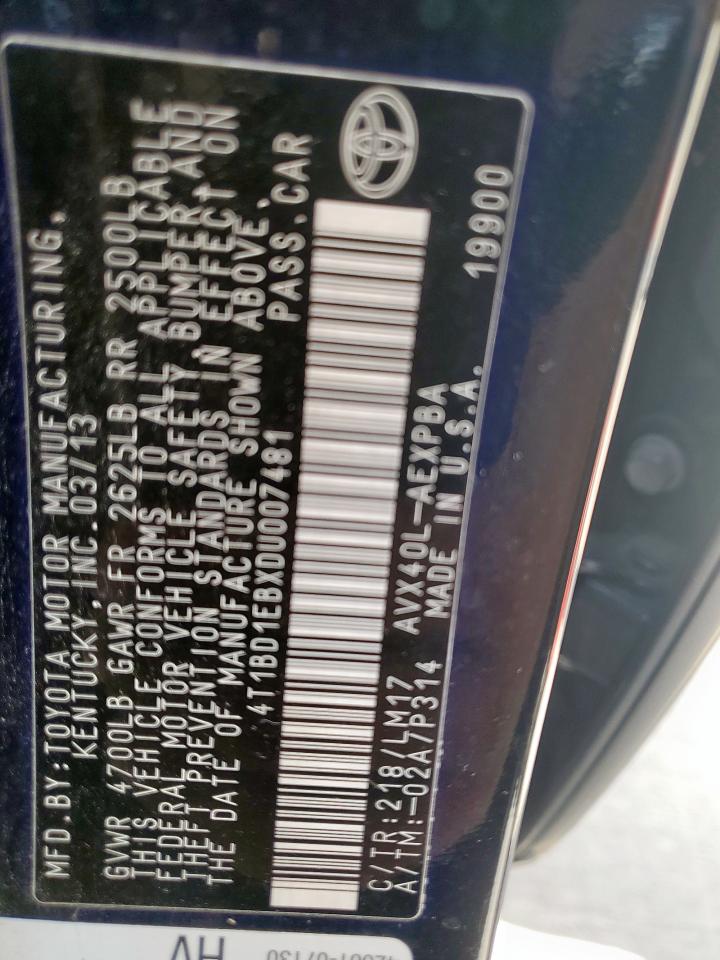 MFD.BY:TOYOTA MOTOR MANUFACTURING,
KENTUCKY, INC. 03/13
GVWR 4700LB GAWR FR 2625LB RR 2500LB
THIS VEHICLE CONFORMS TO ALL APPLICABLE
FEDERAL MOTOR VEHICLE SAFETY, BUMPER, AND
THEFT PREVENTION STANDARDS IN EFFECT ON
THE DATE OF MANUFACTURE SHOWN ABOVE.
4T1BD1EBXDU007481 PASS.CAR
C/TR:218/LM17 AVX40L-AEXPBA
A/TM:-02A/P314 MADE IN U.S.A. 19900
HV